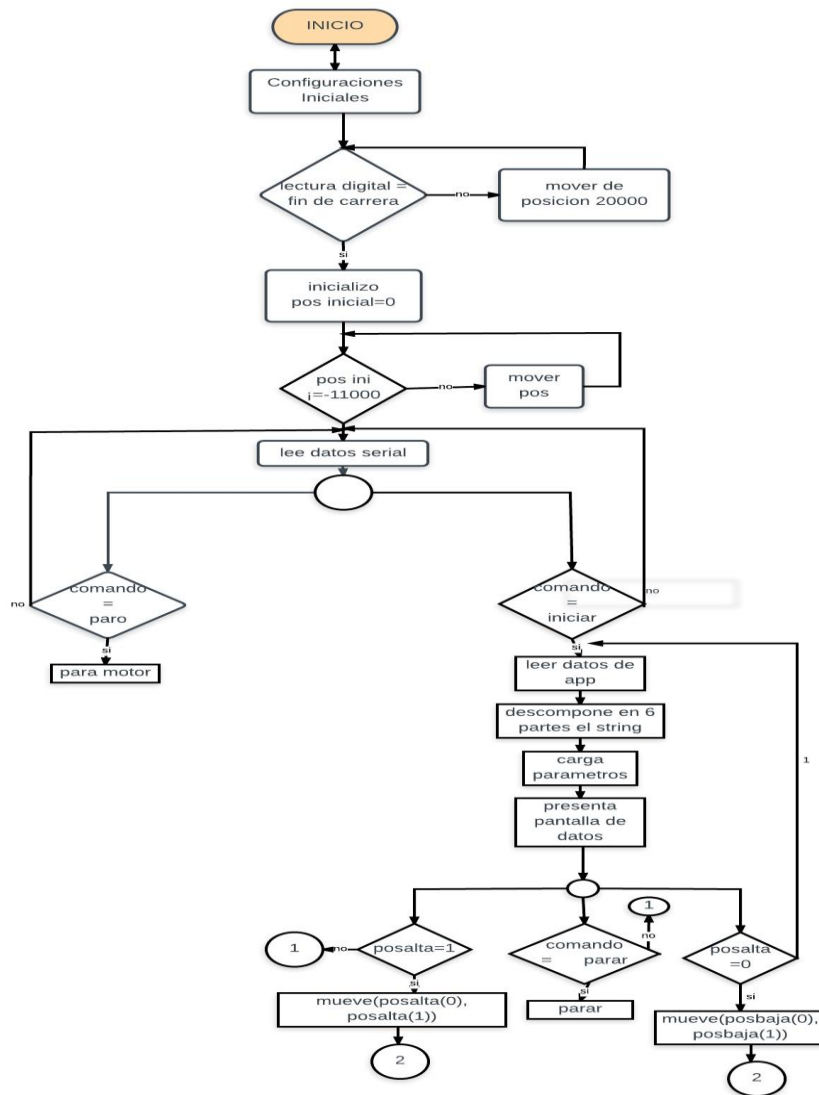 INICIO
Configuraciones
Iniciales
lectura digital =
fin de carrera
no
mover de
posicion 20000
si
inicializo
pos inicial=0
pos ini
¡=-11000
no
mover
pos
lee datos serial
comando
=
paro
no
si
para motor
comando
=
iniciar
no
si
leer datos de
app
descompone en 6
partes el string
carga
parametros
presenta
pantalla de
datos
1
1
no
posalta=1
si
mueve(posalta(0),
posalta(1))
2
comando
= parar
no
1
si
parar
posalta
=0
si
mueve(posbaja(0),
posbaja(1))
2